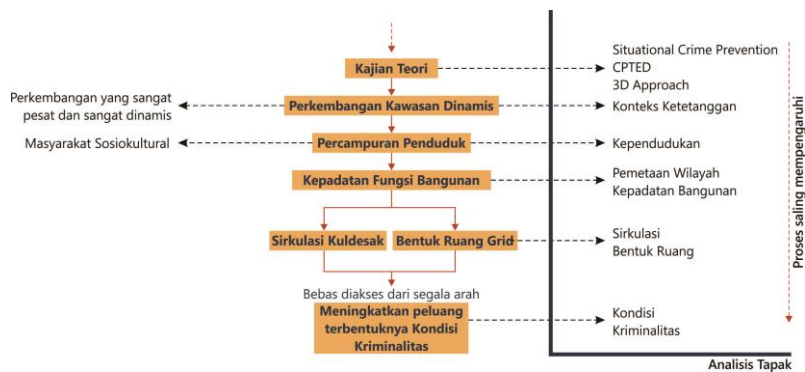 Kajian Teori
Situational Crime Prevention
CPTED
3D Approach
Perkembangan yang sangat
pesat dan sangat dinamis
Perkembangan Kawasan Dinamis
Konteks Ketetanggan
Masyarakat Sosiokultural
Percampuran Penduduk
Kependudukan
Kepadatan Fungsi Bangunan
Pemetaan Wilayah
Kepadatan Bangunan
Sirkulasi Kuldesak
Bentuk Ruang Grid
Sirkulasi
Bentuk Ruang
Bebas diakses dari segala arah
Meningkatkan peluang
terbentuknya Kondisi
Kriminalitas
Kondisi
Kriminalitas
Proses saling mempengaruhi
Analisis Tapak